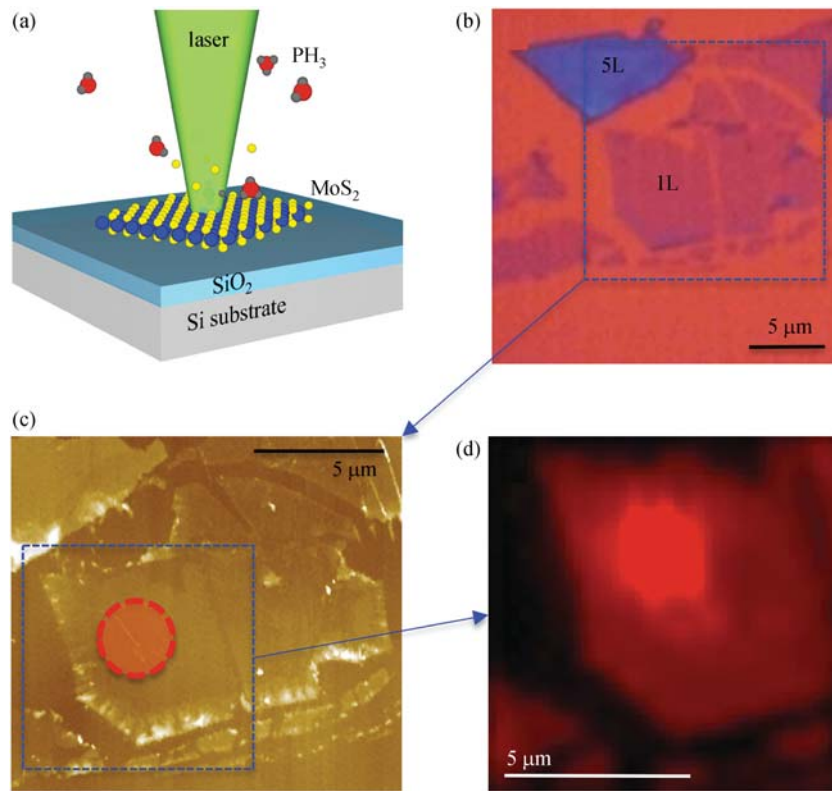 (a)
laser
PH₃
MoS₂
SiO₂
Si substrate
(b)
5L
1L
5 μm
(c)
5 μm
(d)
5 μm